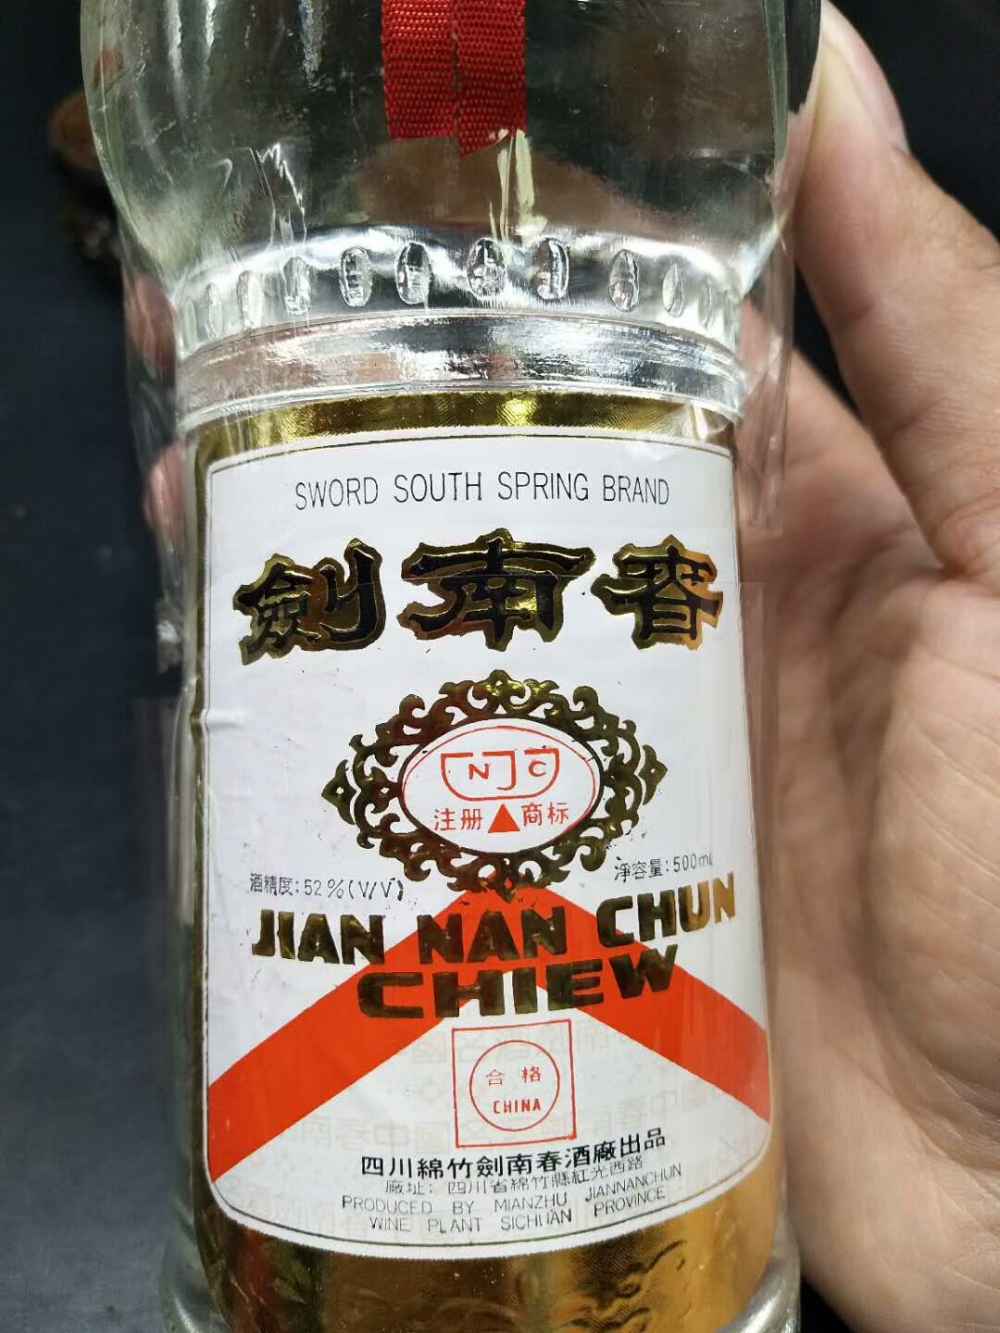 SWORD SOUTH SPRING BRAND
劍南春
NJC
注册 商标
酒精度:52%(V/V)
淨容量:500ml
JIAN NAN CHUN
CHIEW
合格
CHINA
四川綿竹劍南春酒廠出品
廠址: 四川省綿竹縣紅光西路
PRODUCED BY MIANZHU JIANNANCHUN
WINE PLANT SICHUAN PROVINCE